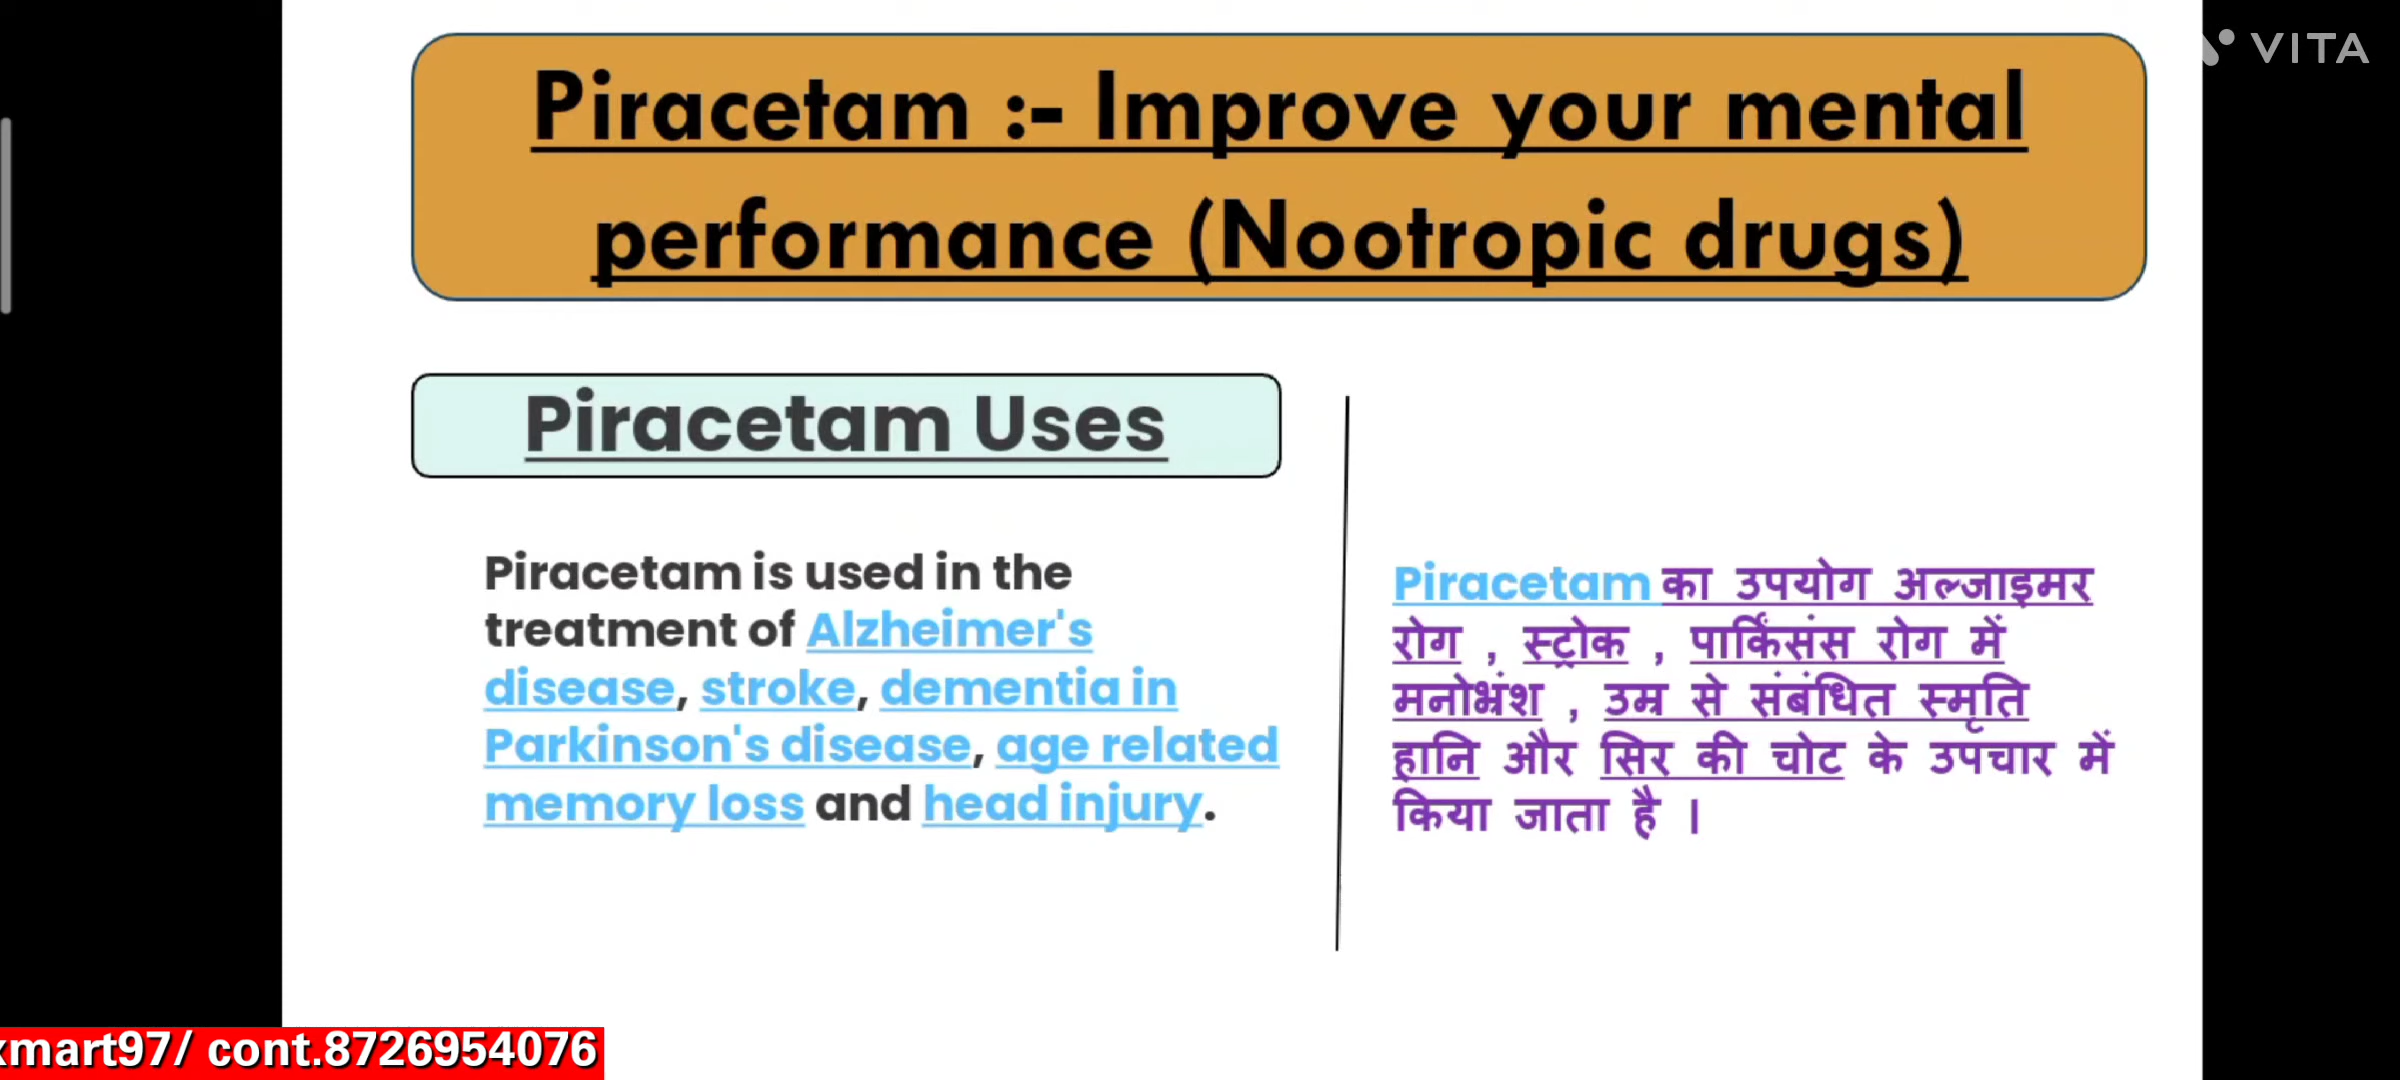 VITA
Piracetam :- Improve your mental
performance (Nootropic drugs)
Piracetam Uses
Piracetam is used in the
treatment of Alzheimer's
disease, stroke, dementia in
Parkinson's disease, age related
memory loss and head injury.
Piracetam का उपयोग अल्जाइमर
रोग , स्ट्रोक , पार्किंसंस रोग में
मनोभ्रंश , उम्र से संबंधित स्मृति
हानि और सिर की चोट के उपचार में
किया जाता है ।
mart97/ cont.8726954076